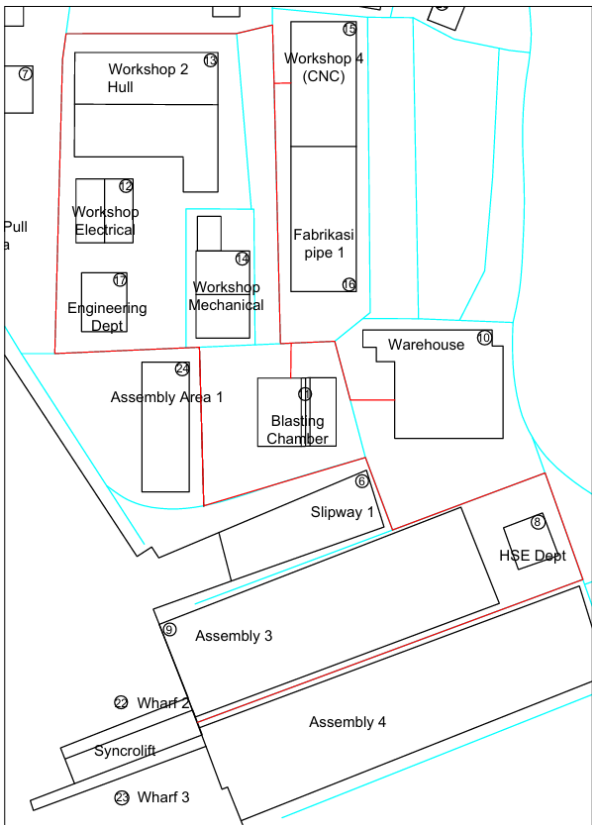 15
13
Workshop 2
Hull
Workshop 4
(CNC)
7
12
Workshop
Electrical
Pull
a
Fabrikasi
pipe 1
14
17
Workshop
Mechanical
16
Engineering
Dept
10
Warehouse
24
Assembly Area 1
11
Blasting
Chamber
6
Slipway 1
8
HSE Dept
9
Assembly 3
22 Wharf 2
Assembly 4
Syncrolift
23 Wharf 3